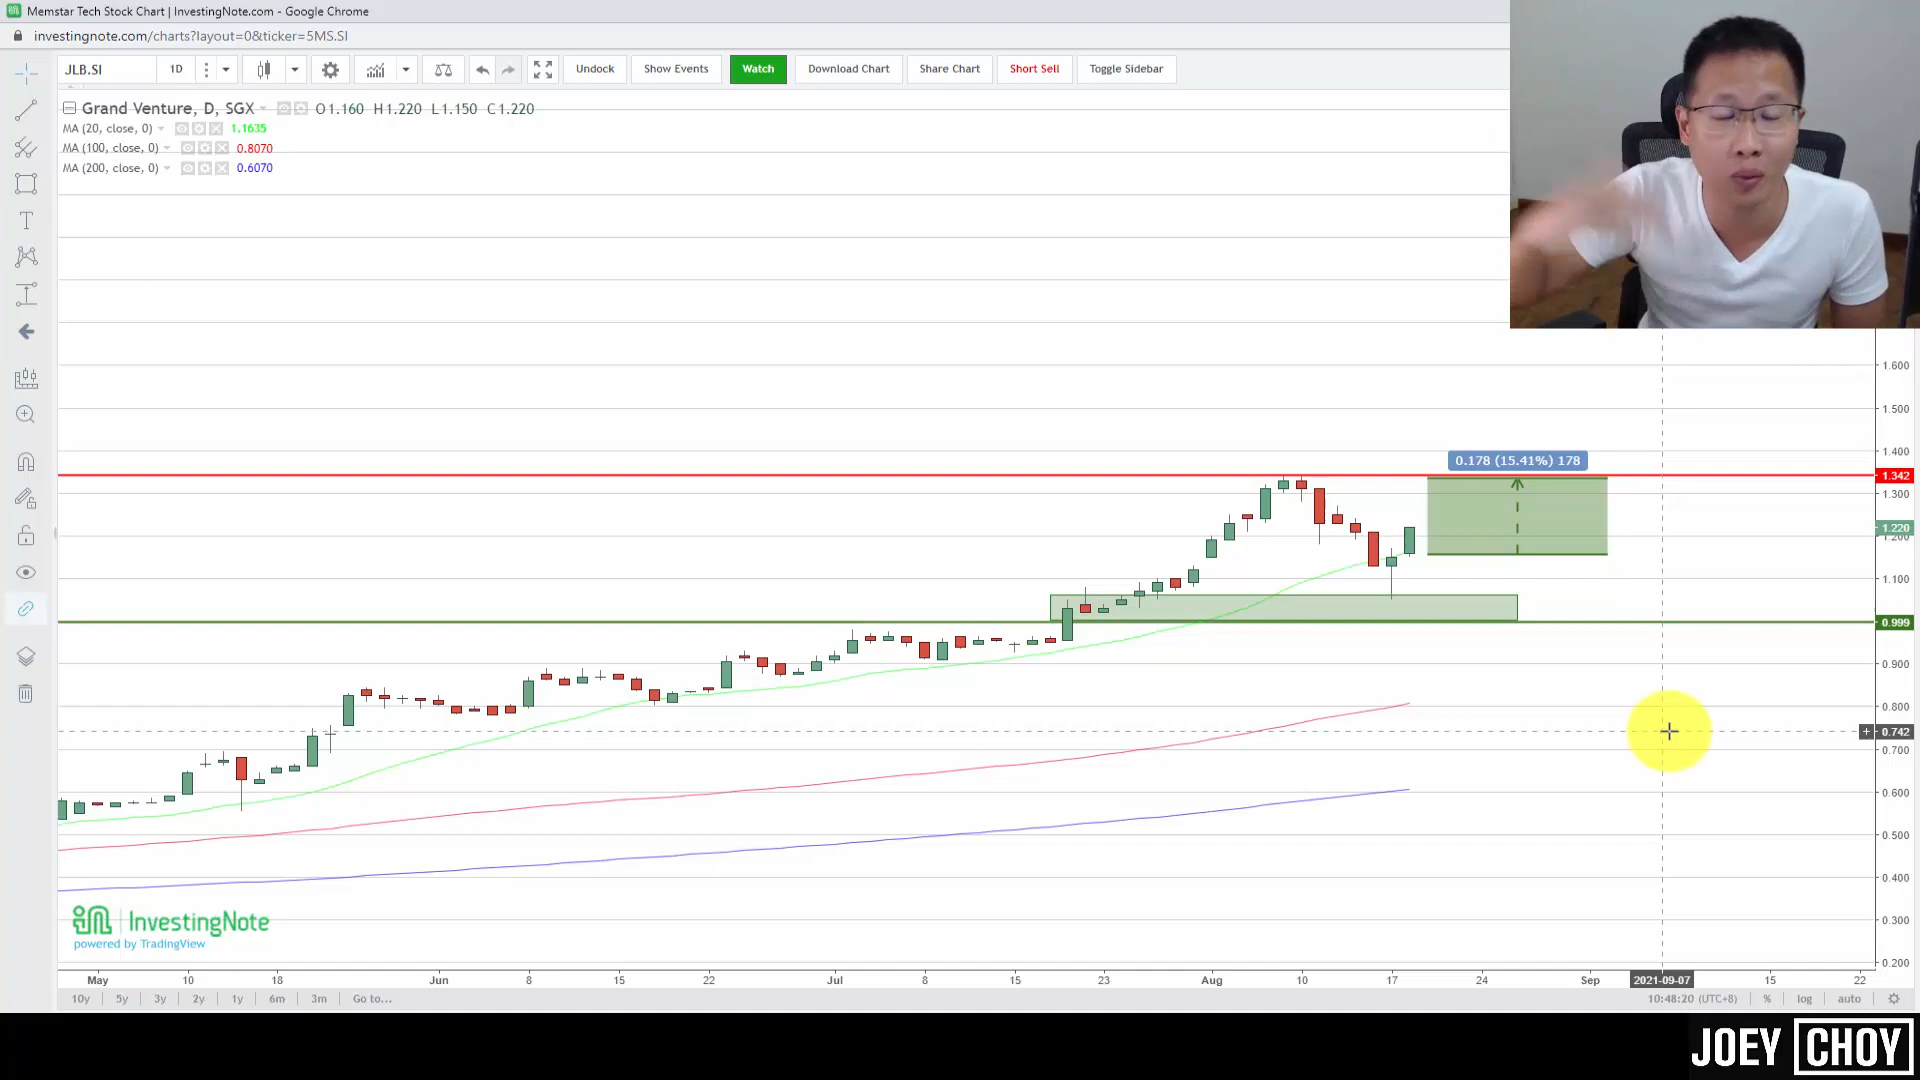 Memstar Tech Stock Chart | InvestingNote.com - Google Chrome
investingnote.com/charts?layout=0&ticker=5MS.SI
JLB.SI 1D Undock Show Events Watch Download Chart Share Chart Short Sell Toggle Sidebar
Grand Venture, D, SGX O1.160 H1.220 L1.150 C1.220
MA (20, close, 0) 1.1635
MA (100, close, 0) 0.8070
MA (200, close, 0) 0.6070
1.600
1.500
1.400
0.178 (15.41%) 178
1.342
1.300
1.220
1.200
1.100
0.999
0.900
0.800
0.742
0.700
0.600
0.500
0.400
0.300
0.200
InvestingNote
powered by TradingView
May 10 18 Jun 8 15 22 Jul 8 15 23 Aug 10 17 24 Sep 2021-09-07 15 22
10y 5y 3y 2y 1y 6m 3m Go to... 10:48:20 (UTC+8) % log auto
JOEY CHOY